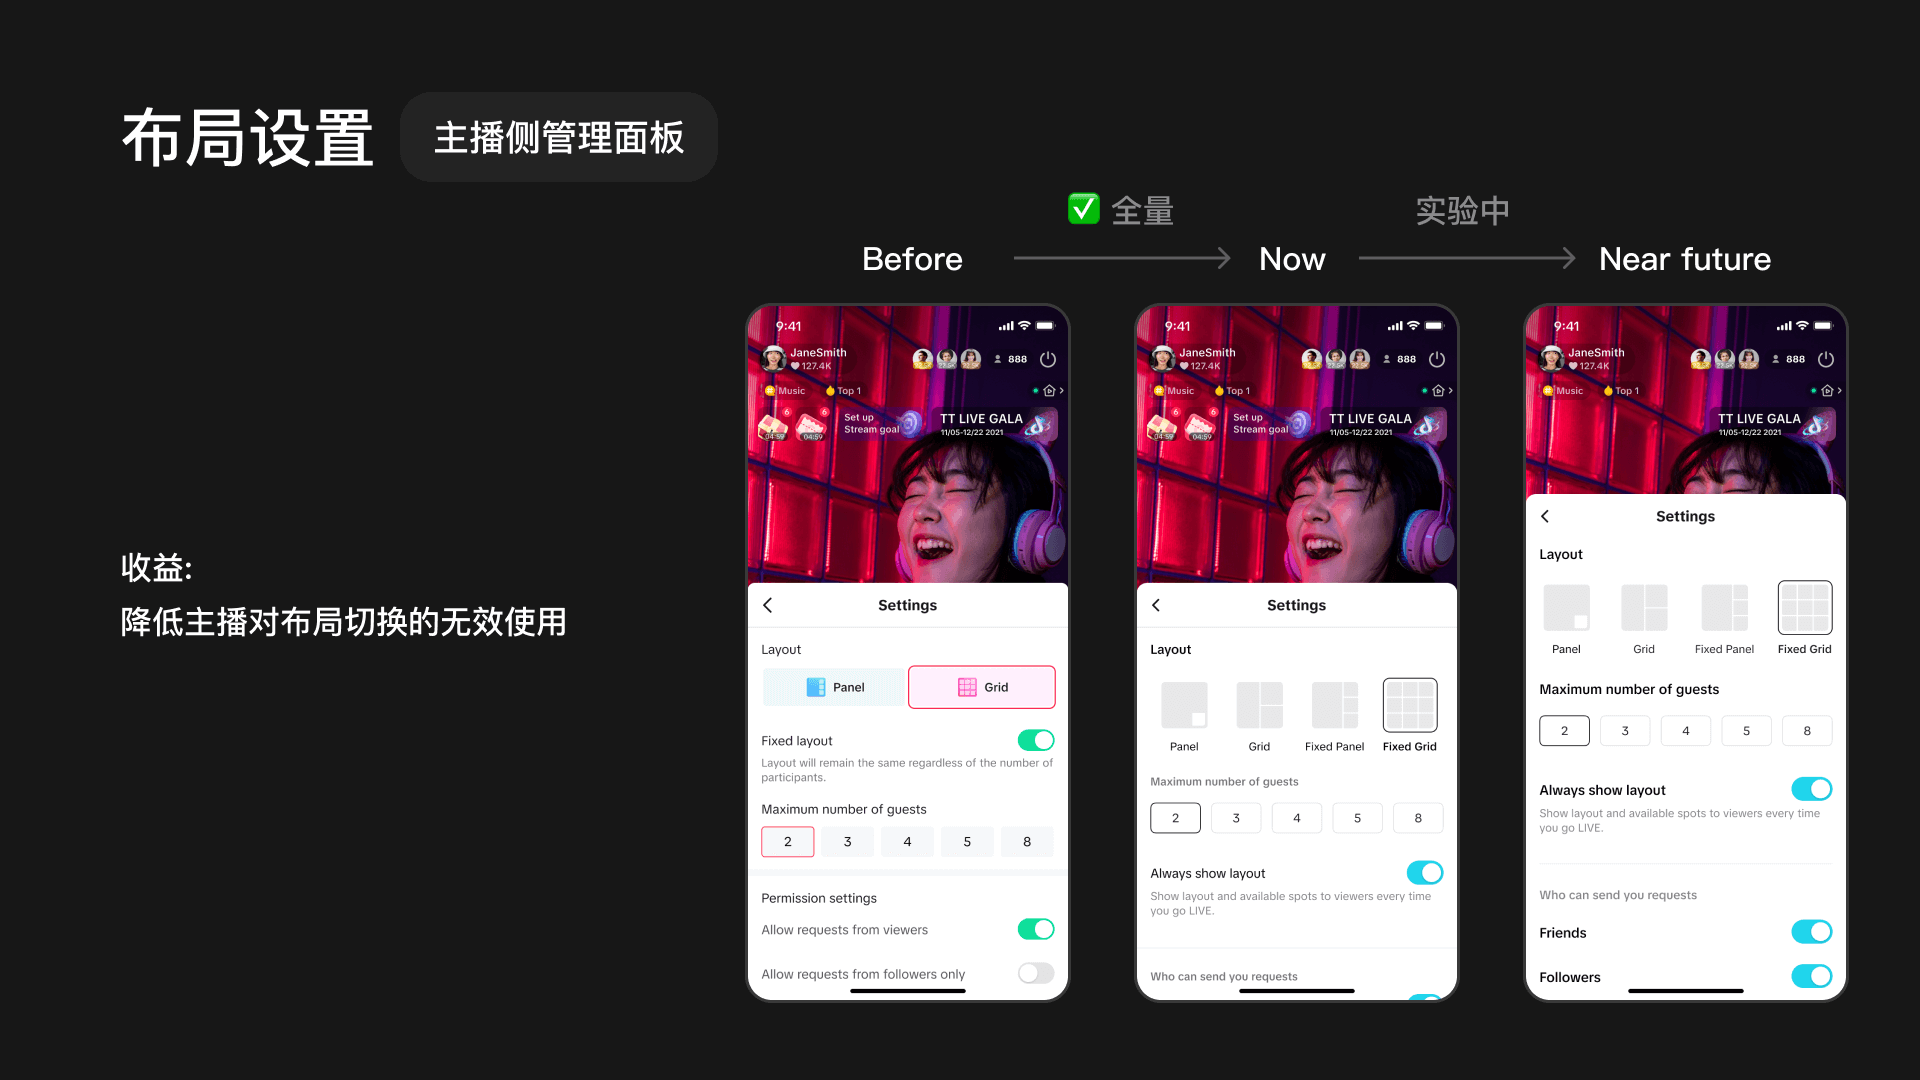 布局设置
主播侧管理面板
✅ 全量
实验中
Before
Now
Near future
收益:
降低主播对布局切换的无效使用
9:41
JaneSmith
127.4K
888
Music
Top 1
6
6
04:59
04:59
Set up
Stream goal
TT LIVE GALA
11/05-12/22 2021
Settings
Layout
Panel
Grid
Fixed layout
Layout will remain the same regardless of the number of
participants.
Maximum number of guests
2 3 4 5 8
Permission settings
Allow requests from viewers
Allow requests from followers only
9:41
JaneSmith
127.4K
888
Music
Top 1
6
6
04:59
04:59
Set up
Stream goal
TT LIVE GALA
11/05-12/22 2021
Settings
Layout
Panel Grid Fixed Panel Fixed Grid
Maximum number of guests
2 3 4 5 8
Always show layout
Show layout and available spots to viewers every time
you go LIVE.
Who can send you requests
9:41
JaneSmith
127.4K
888
Music
Top 1
TT LIVE GALA
11/05-12/22 2021
Settings
Layout
Panel Grid Fixed Panel Fixed Grid
Maximum number of guests
2 3 4 5 8
Always show layout
Show layout and available spots to viewers every time
you go LIVE.
Who can send you requests
Friends
Followers